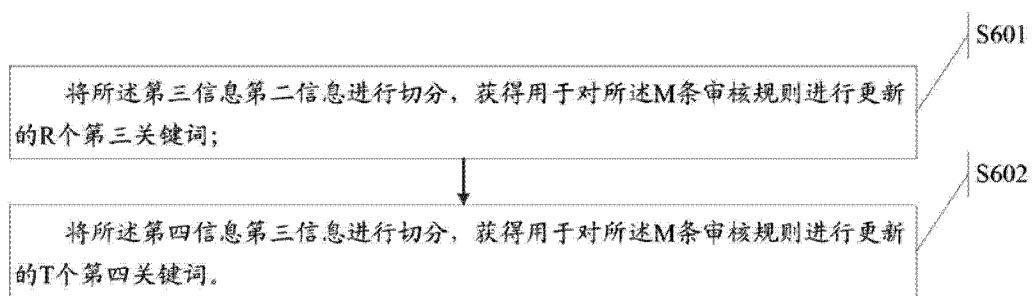 S601
将所述第三信息第二信息进行切分，获得用于对所述M条审核规则进行更新
的R个第三关键词；
S602
将所述第四信息第三信息进行切分，获得用于对所述M条审核规则进行更新
的T个第四关键词。